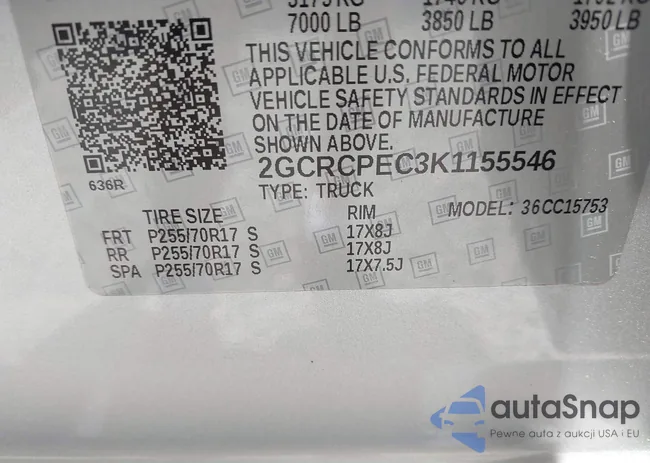 7000 LB 3850 LB 3950 LB
THIS VEHICLE CONFORMS TO ALL
APPLICABLE U.S. FEDERAL MOTOR
VEHICLE SAFETY STANDARDS IN EFFECT
ON THE DATE OF MANUFACTURE
SHOWN ABOVE.
2GCRCPEC3K1155546
636R
TYPE: TRUCK
TIRE SIZE RIM MODEL: 36CC15753
FRT P255/70R17 S 17X8J
RR P255/70R17 S 17X8J
SPA P255/70R17 S 17X7.5J
autaSnap
Pewne auta z aukcji USA i EU